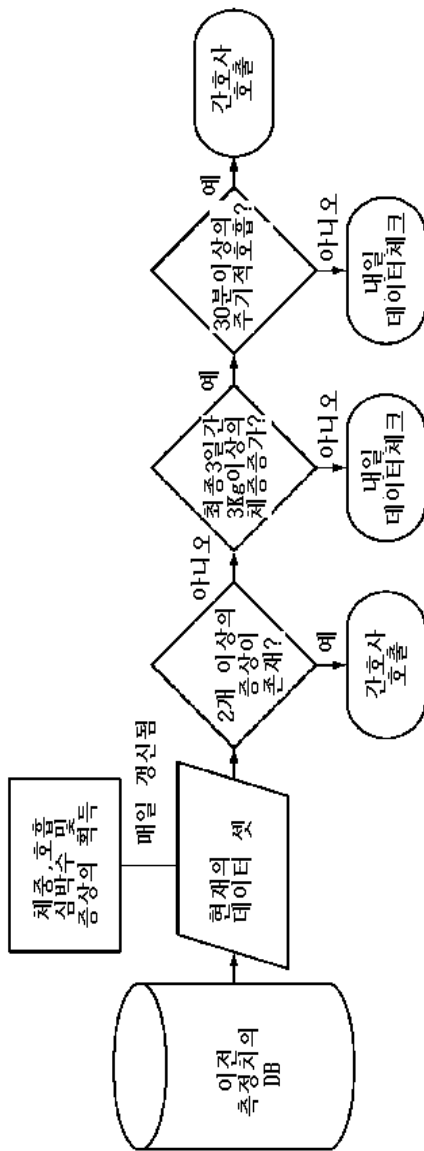 체중,호흡
심박수 및
증상의 획득
매일 갱신됨
이전
측정치의
DB
현재의
데이터 셋
2개 이상의
증상이
존재?
예
간호사
호출
아니오
최종3일간
3Kg이상의
체중증가?
아니오
내일
데이터체크
예
30분이상의
주기적호흡?
아니오
내일
데이터체크
예
간호사
호출